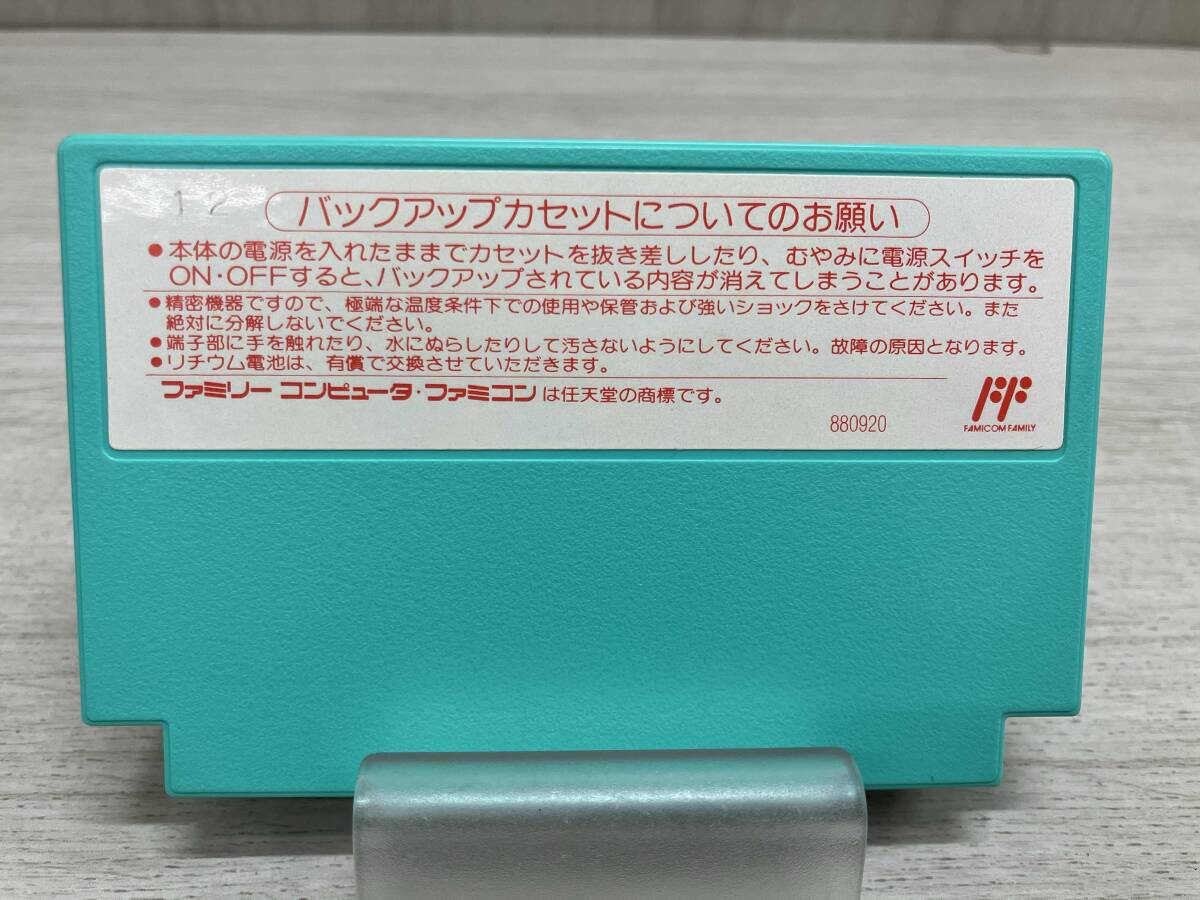 12
バックアップカセットについてのお願い
●本体の電源を入れたままでカセットを抜き差ししたり、むやみに電源スイッチを
ON・OFFすると、バックアップされている内容が消えてしまうことがあります。
●精密機器ですので、極端な温度条件下での使用や保管および強いショックをさけてください。また
絶対に分解しないでください。
●端子部に手を触れたり、水にぬらしたりして汚さないようにしてください。故障の原因となります。
●リチウム電池は、有償で交換させていただきます。
ファミリー コンピュータ・ファミコン は任天堂の商標です。
880920
FAMICOM FAMILY